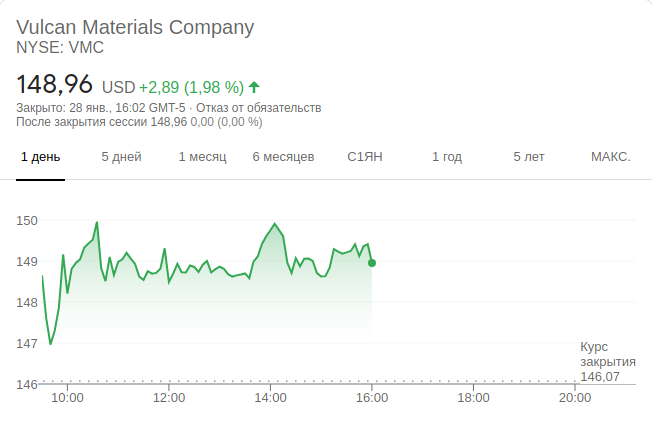 Vulcan Materials Company
NYSE: VMC
148,96 USD +2,89 (1,98 %)
Закрыто: 28 янв., 16:02 GMT-5 · Отказ от обязательств
После закрытия сессии 148,96 0,00 (0,00 %)
1 день 5 дней 1 месяц 6 месяцев С1ЯН 1 год 5 лет МАКС.
150
149
148
147
Курс
закрытия
146,07
146
10:00 12:00 14:00 16:00 18:00 20:00